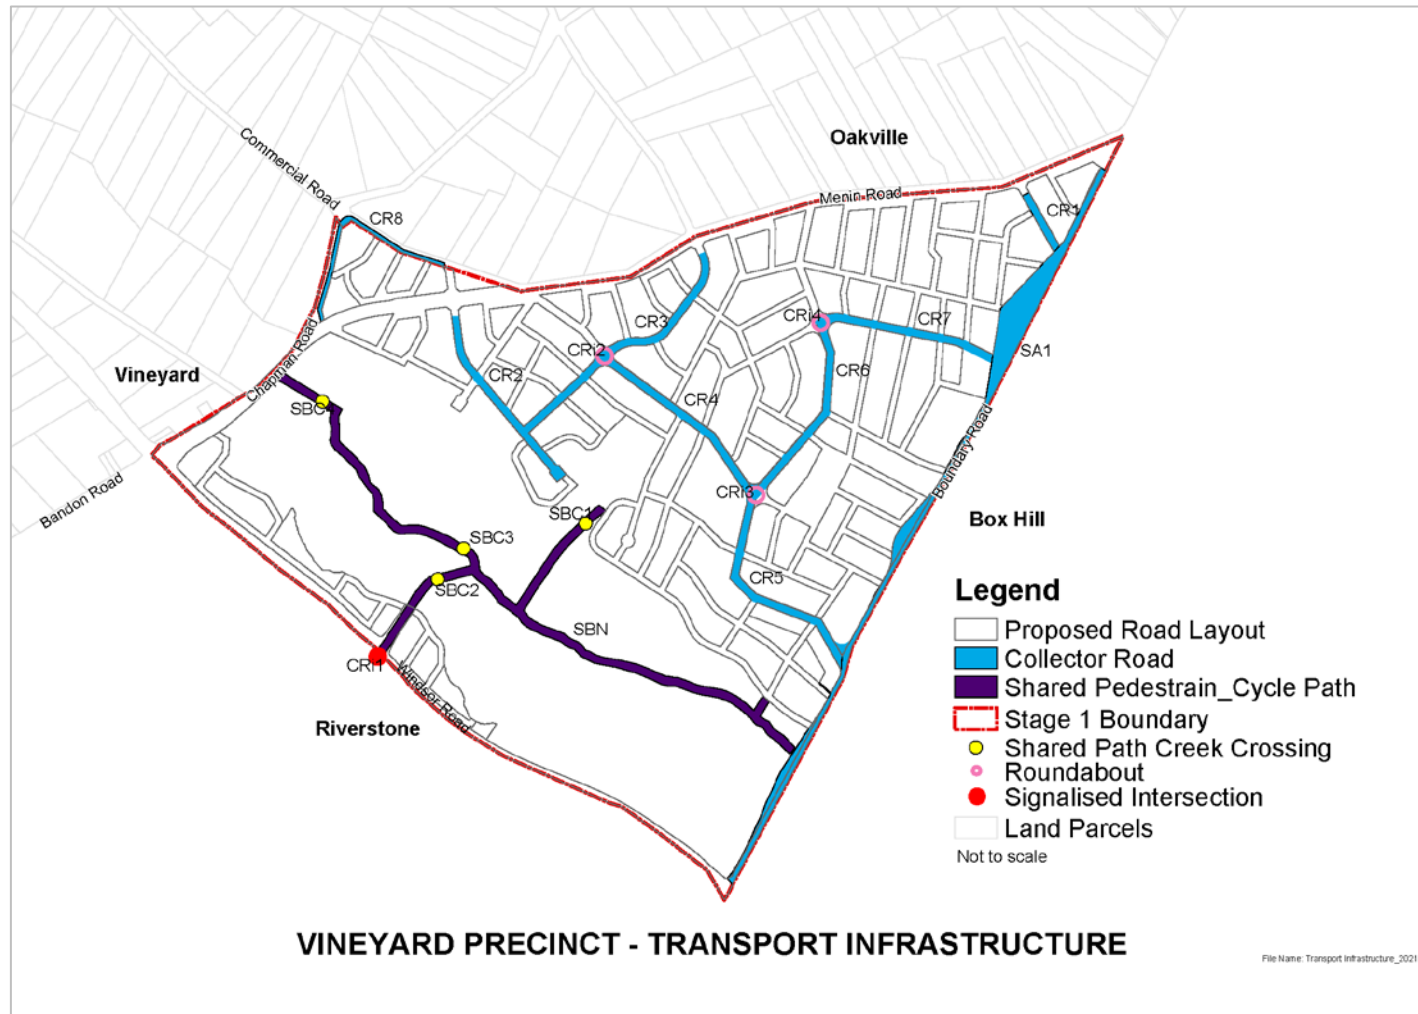 Oakville
Commercial Road
Menin Road
CR8
CR1
CR3
CRi4
CR7
CRi2
SA1
Chapman Road
Vineyard
CR2
CR6
CR4
SBC4
Boundary Road
Bandon Road
CRi3
SBC1
Box Hill
SBC3
CR5
SBC2
SBN
CRi1
Windsor Road
Riverstone
Legend
Proposed Road Layout
Collector Road
Shared Pedestrain_Cycle Path
Stage 1 Boundary
Shared Path Creek Crossing
Roundabout
Signalised Intersection
Land Parcels
Not to scale
VINEYARD PRECINCT - TRANSPORT INFRASTRUCTURE
File Name: Transport Infrastructure_2021